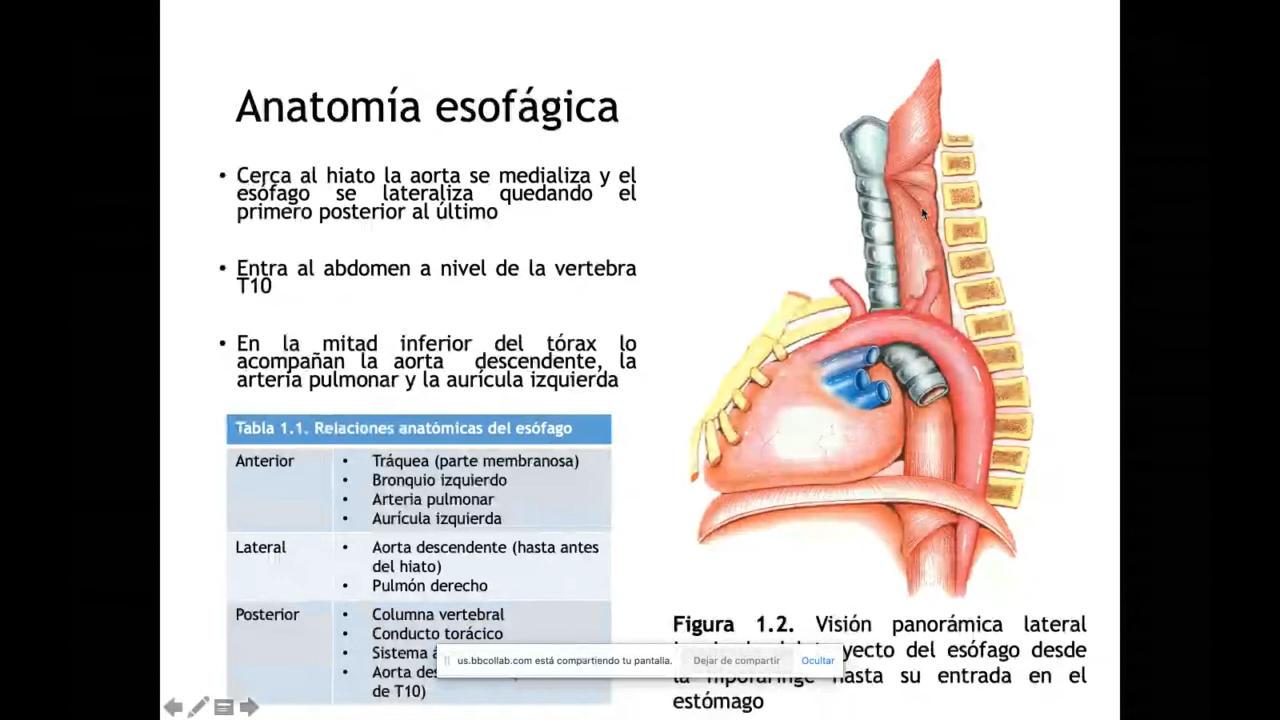 Anatomía esofágica
• Cerca al hiato la aorta se medializa y el
esófago se lateraliza quedando el
primero posterior al último
• Entra al abdomen a nivel de la vertebra
T10
• En la mitad inferior del tórax lo
acompañan la aorta descendente, la
arteria pulmonar y la aurícula izquierda
Tabla 1.1. Relaciones anatómicas del esófago
Anterior
• Tráquea (parte membranosa)
• Bronquio izquierdo
• Arteria pulmonar
• Aurícula izquierda
Lateral
• Aorta descendente (hasta antes
del hiato)
• Pulmón derecho
Posterior
• Columna vertebral
• Conducto torácico
• Sistema
• Aorta
de T10)
Figura 1.2. Visión panorámica lateral
del esófago desde
la hasta su entrada en el
estómago
us.bbcollab.com está compartiendo tu pantalla.
Dejar de compartir
Ocultar